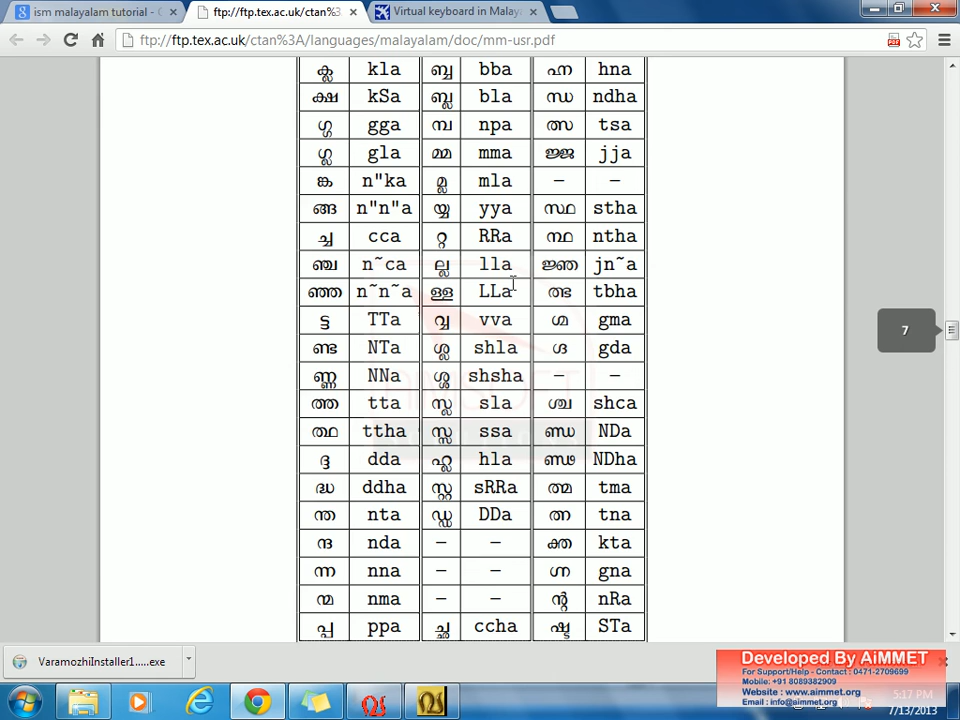 ism malayalam tutorial - G
ftp://ftp.tex.ac.uk/ctan%3
Virtual keyboard in Malaya
ftp://ftp.tex.ac.uk/ctan%3A/languages/malayalam/doc/mm-usr.pdf
ക്ല kla ബ്ബ bba ഹ്ന hna
ക്ഷ kSa ബ്ല bla ന്ധ ndha
ഗ്ഗ gga മ്പ npa ത്സ tsa
ഗ്ല gla മ്മ mma ജ്ജ jja
ങ്ക n"ka മ്ല mla – –
ങ്ങ n"n"a യ്യ yya സ്ഥ stha
ച്ച cca റ്റ RRa ന്ഥ ntha
ഞ്ച n~ca ല്ല lla ജ്ഞ jn~a
ഞ്ഞ n~n~a ള്ള LLa ത്ഭ tbha
ട്ട TTa വ്വ vva ഗ്മ gma
ണ്ട NTa ശ്ല shla ഗ്ദ gda
ണ്ണ NNa ശ്ശ shsha – –
ത്ത tta സ്ല sla ശ്ച shca
ത്ഥ ttha സ്സ ssa ണ്ഡ NDa
ദ്ദ dda ഹ്ല hla ണ്ഢ NDha
ദ്ധ ddha സ്റ്റ sRRa ത്മ tma
ന്ത nta ഡ്ഡ DDa ത്ന tna
ന്ദ nda – – ക്ത kta
ന്ന nna – – ഗ്ന gna
ന്മ nma – – ന്റ nRa
പ്പ ppa ച്ഛ ccha ഷ്ട STa
7
VaramozhiInstaller1.....exe
Developed By AiMMET
For Support/Help - Contact : 0471-2709699
Mobile: +91 8089382909
Website : www.aimmet.org
Email : info@aimmet.org
5:17 PM
7/13/2013